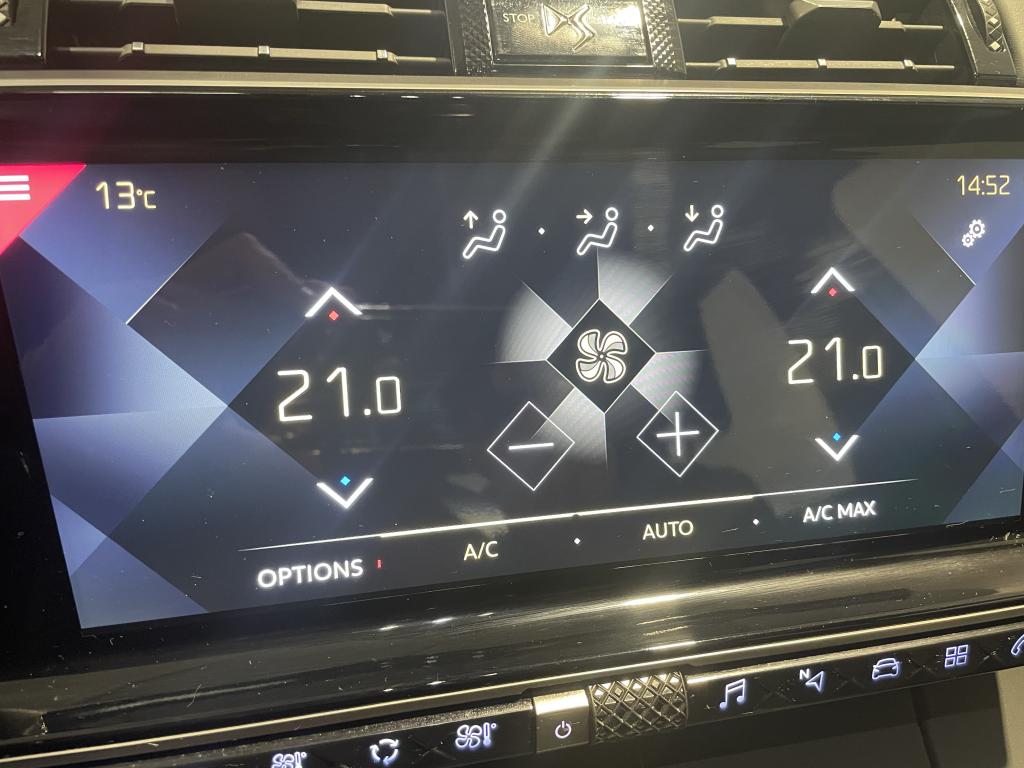 STOP
13°C
14:52
21.0
21.0
OPTIONS
A/C
AUTO
A/C MAX
N